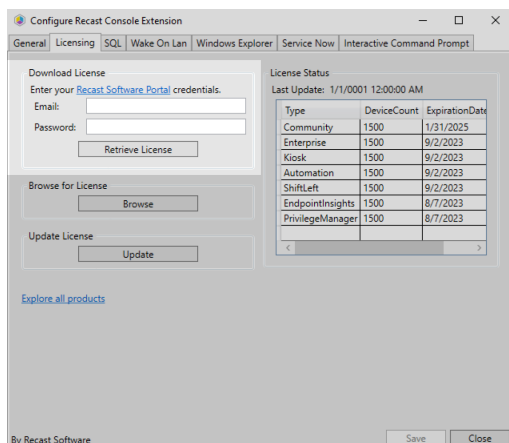 Configure Recast Console Extension
General Licensing SQL Wake On Lan Windows Explorer Service Now Interactive Command Prompt
Download License
Enter your Recast Software Portal credentials.
Email:
Password:
Retrieve License
Browse for License
Browse
Update License
Update
Explore all products
License Status
Last Update: 1/1/0001 12:00:00 AM
Type DeviceCount ExpirationDate
Community 1500 1/31/2025
Enterprise 1500 9/2/2023
Kiosk 1500 9/2/2023
Automation 1500 9/2/2023
ShiftLeft 1500 9/2/2023
EndpointInsights 1500 8/7/2023
PrivilegeManager 1500 8/7/2023
By Recast Software
Save Close